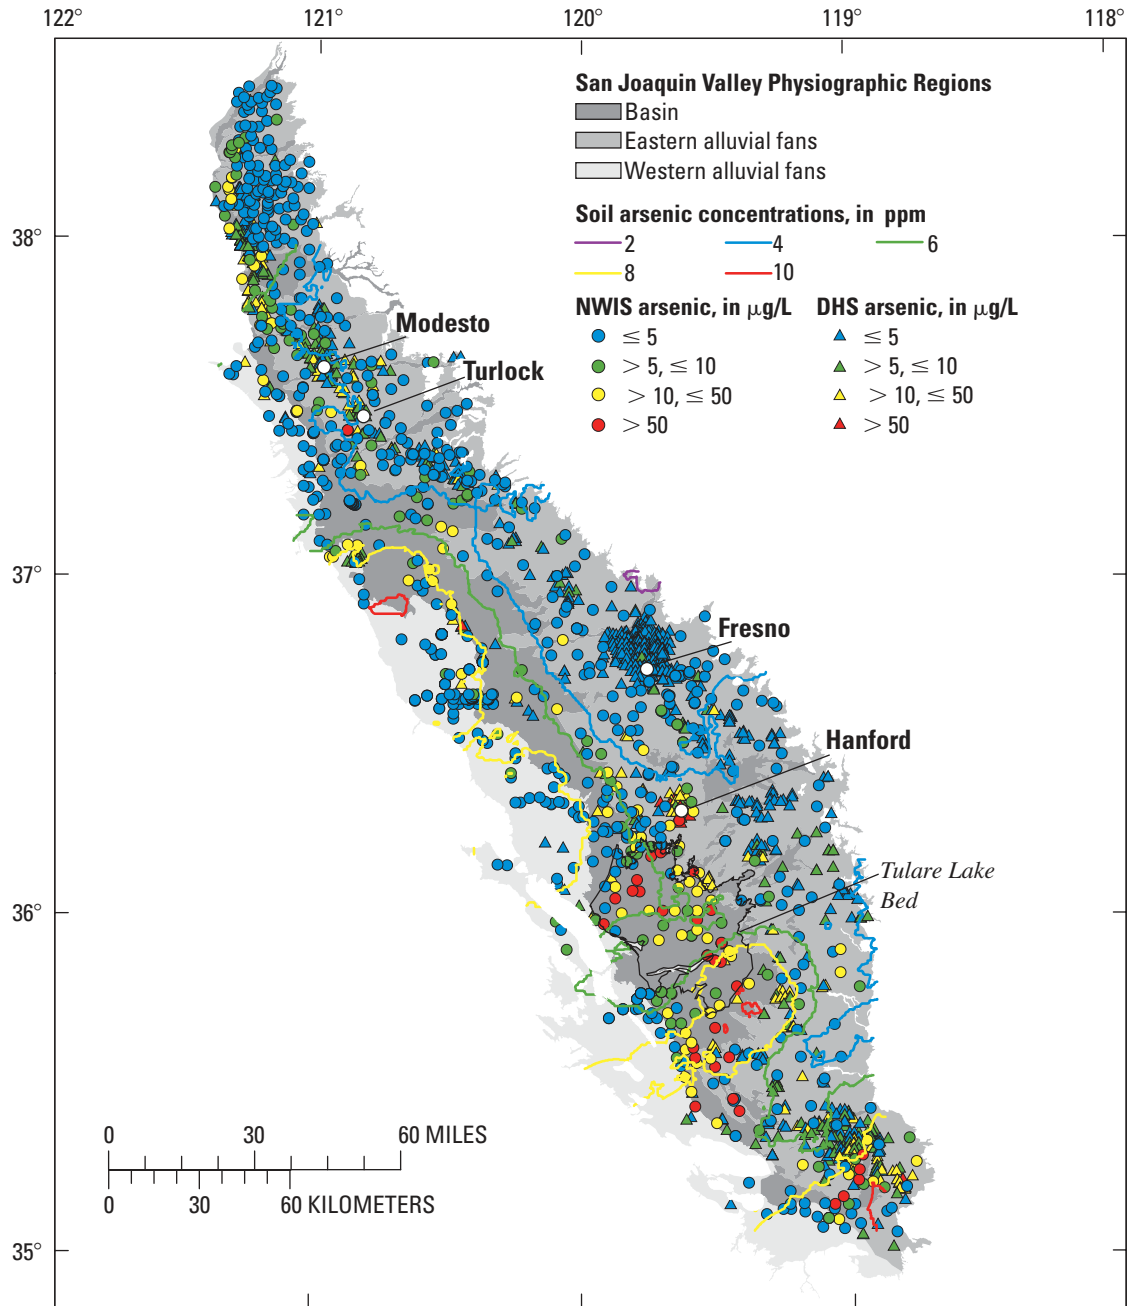 122° 121° 120° 119° 118°
San Joaquin Valley Physiographic Regions
Basin
Eastern alluvial fans
Western alluvial fans
Soil arsenic concentrations, in ppm
2 4 6
8 10
NWIS arsenic, in μg/L DHS arsenic, in μg/L
≤ 5 ≤ 5
> 5, ≤ 10 > 5, ≤ 10
> 10, ≤ 50 > 10, ≤ 50
> 50 > 50
38°
Modesto
Turlock
37°
Fresno
Hanford
Tulare Lake
Bed
36°
0 30 60 MILES
0 30 60 KILOMETERS
35°